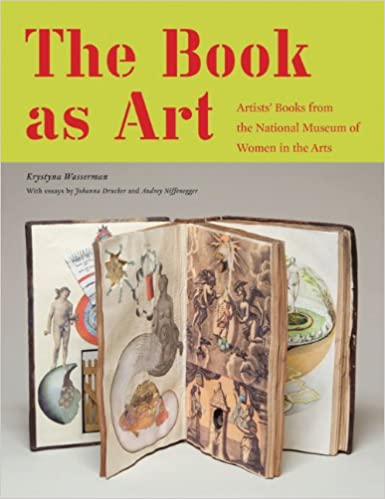 The Book
as Art
Artists' Books from
the National Museum of
Women in the Arts
Krystyna Wasserman
With essays by Johanna Drucker and Audrey Niffenegger